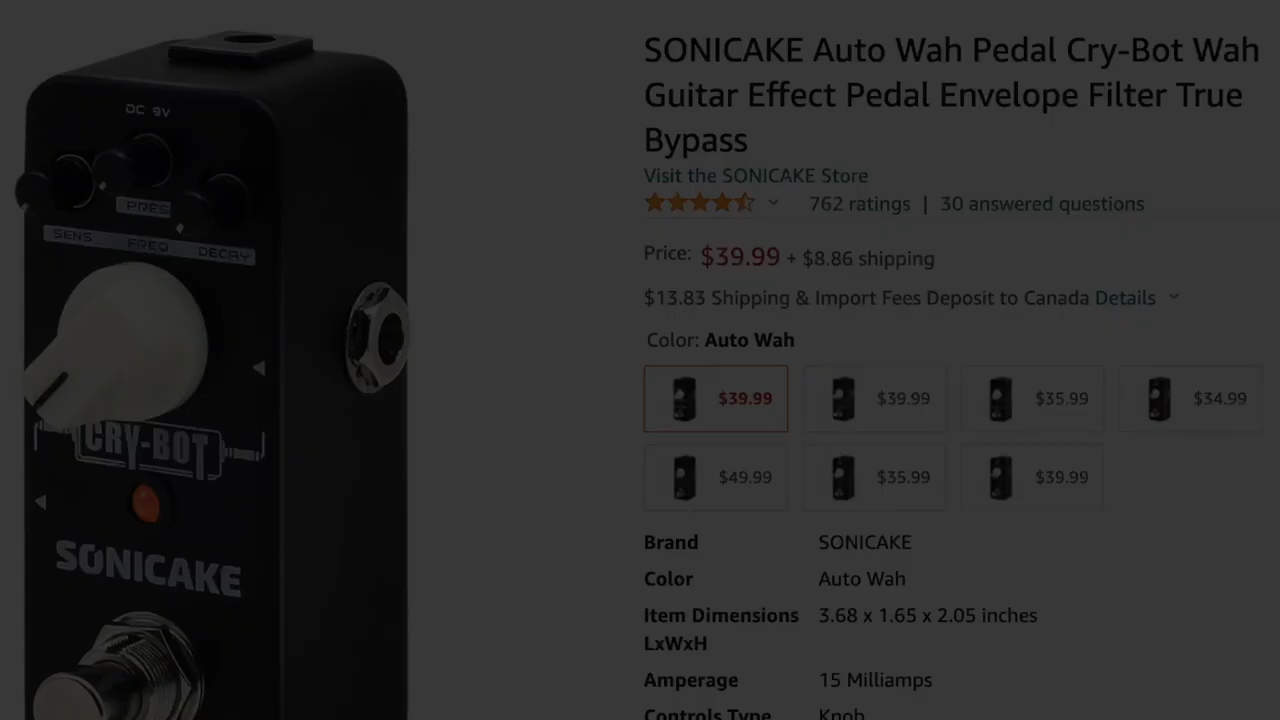 DC 9V
PRES
SENS FREQ DECAY
CRY-BOT
SONICAKE
SONICAKE Auto Wah Pedal Cry-Bot Wah
Guitar Effect Pedal Envelope Filter True
Bypass
Visit the SONICAKE Store
762 ratings | 30 answered questions
Price: $39.99 + $8.86 shipping
$13.83 Shipping & Import Fees Deposit to Canada Details
Color: Auto Wah
$39.99 $39.99 $35.99 $34.99
$49.99 $35.99 $39.99
Brand SONICAKE
Color Auto Wah
Item Dimensions 3.68 x 1.65 x 2.05 inches
LxWxH
Amperage 15 Milliamps
Controls Type Knob